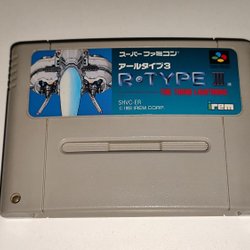 スーパーファミコン
アールタイプ3
R・TYPE III
THE THIRD LIGHTNING
SHVC-ER
irem